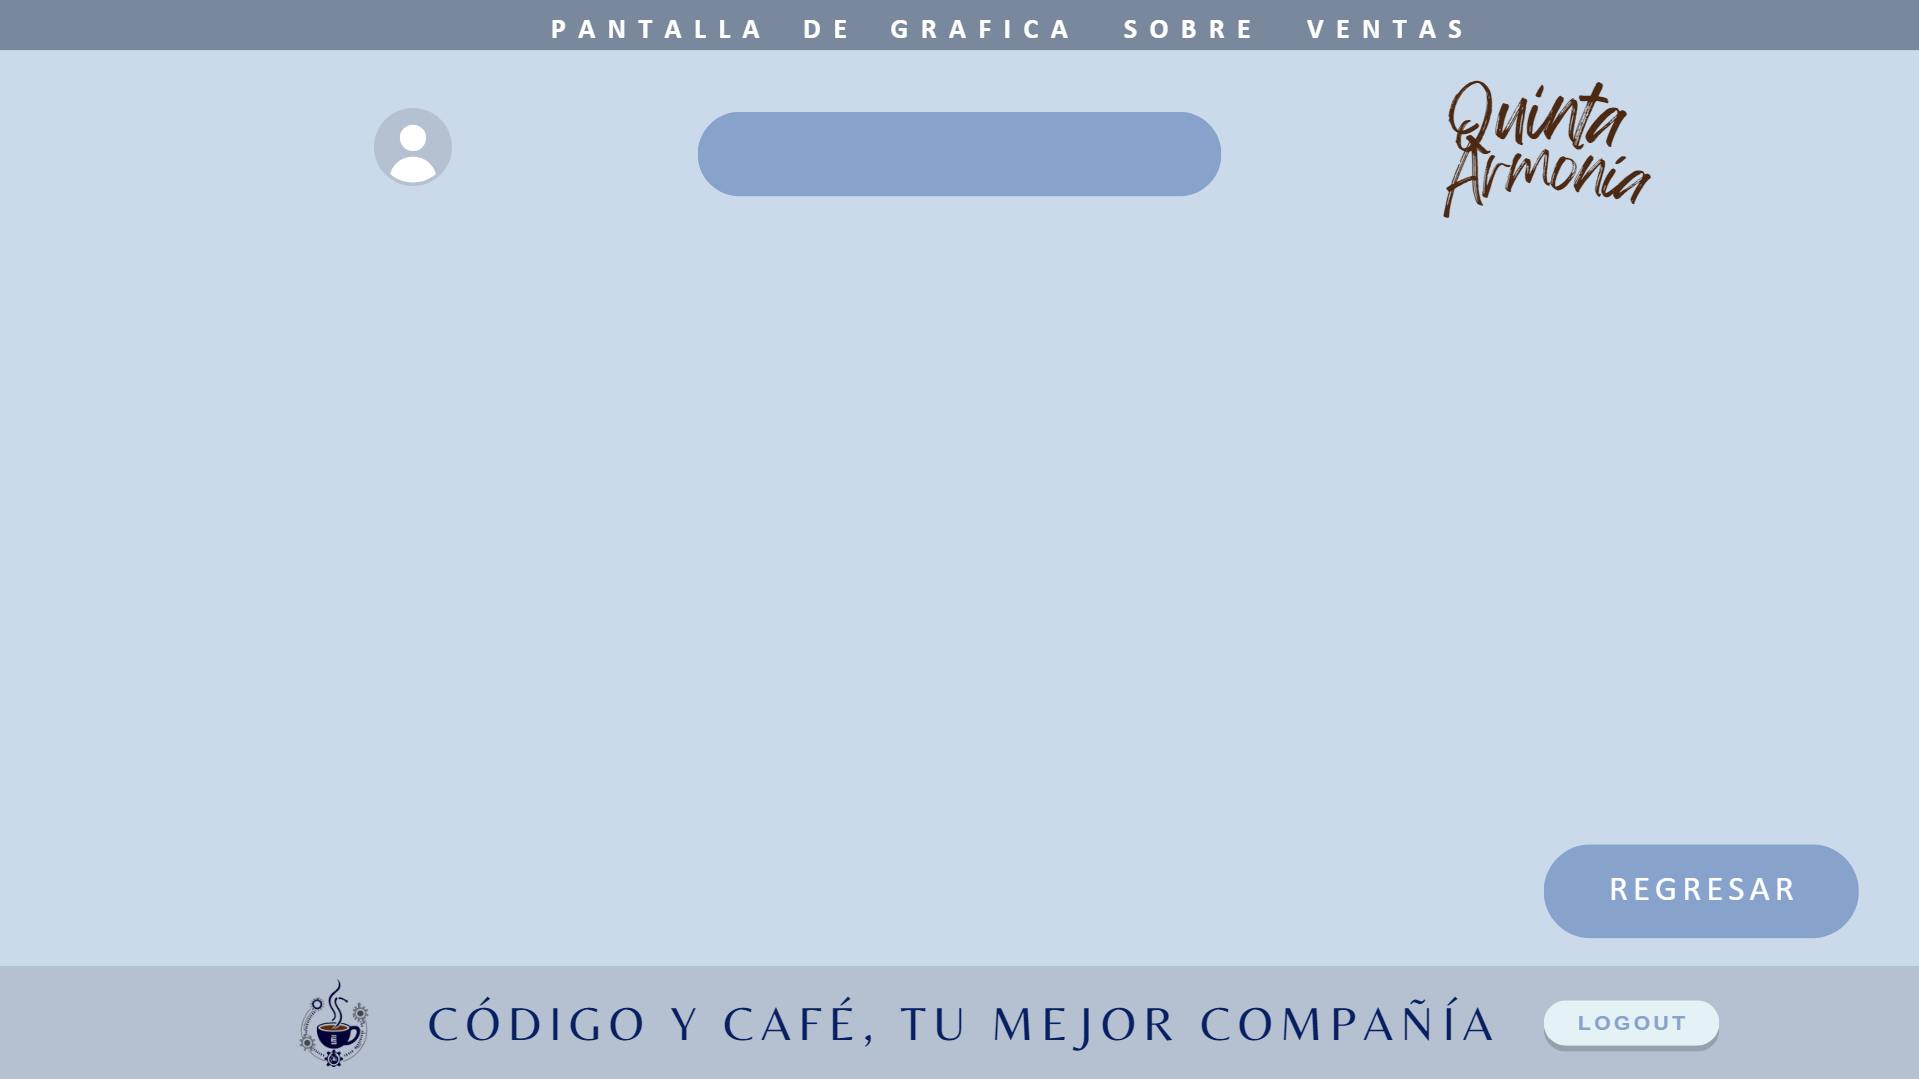 PANTALLA DE GRAFICA SOBRE VENTAS
Quinta
Armonía
REGRESAR
CÓDIGO Y CAFÉ, TU MEJOR COMPAÑÍA
LOGOUT